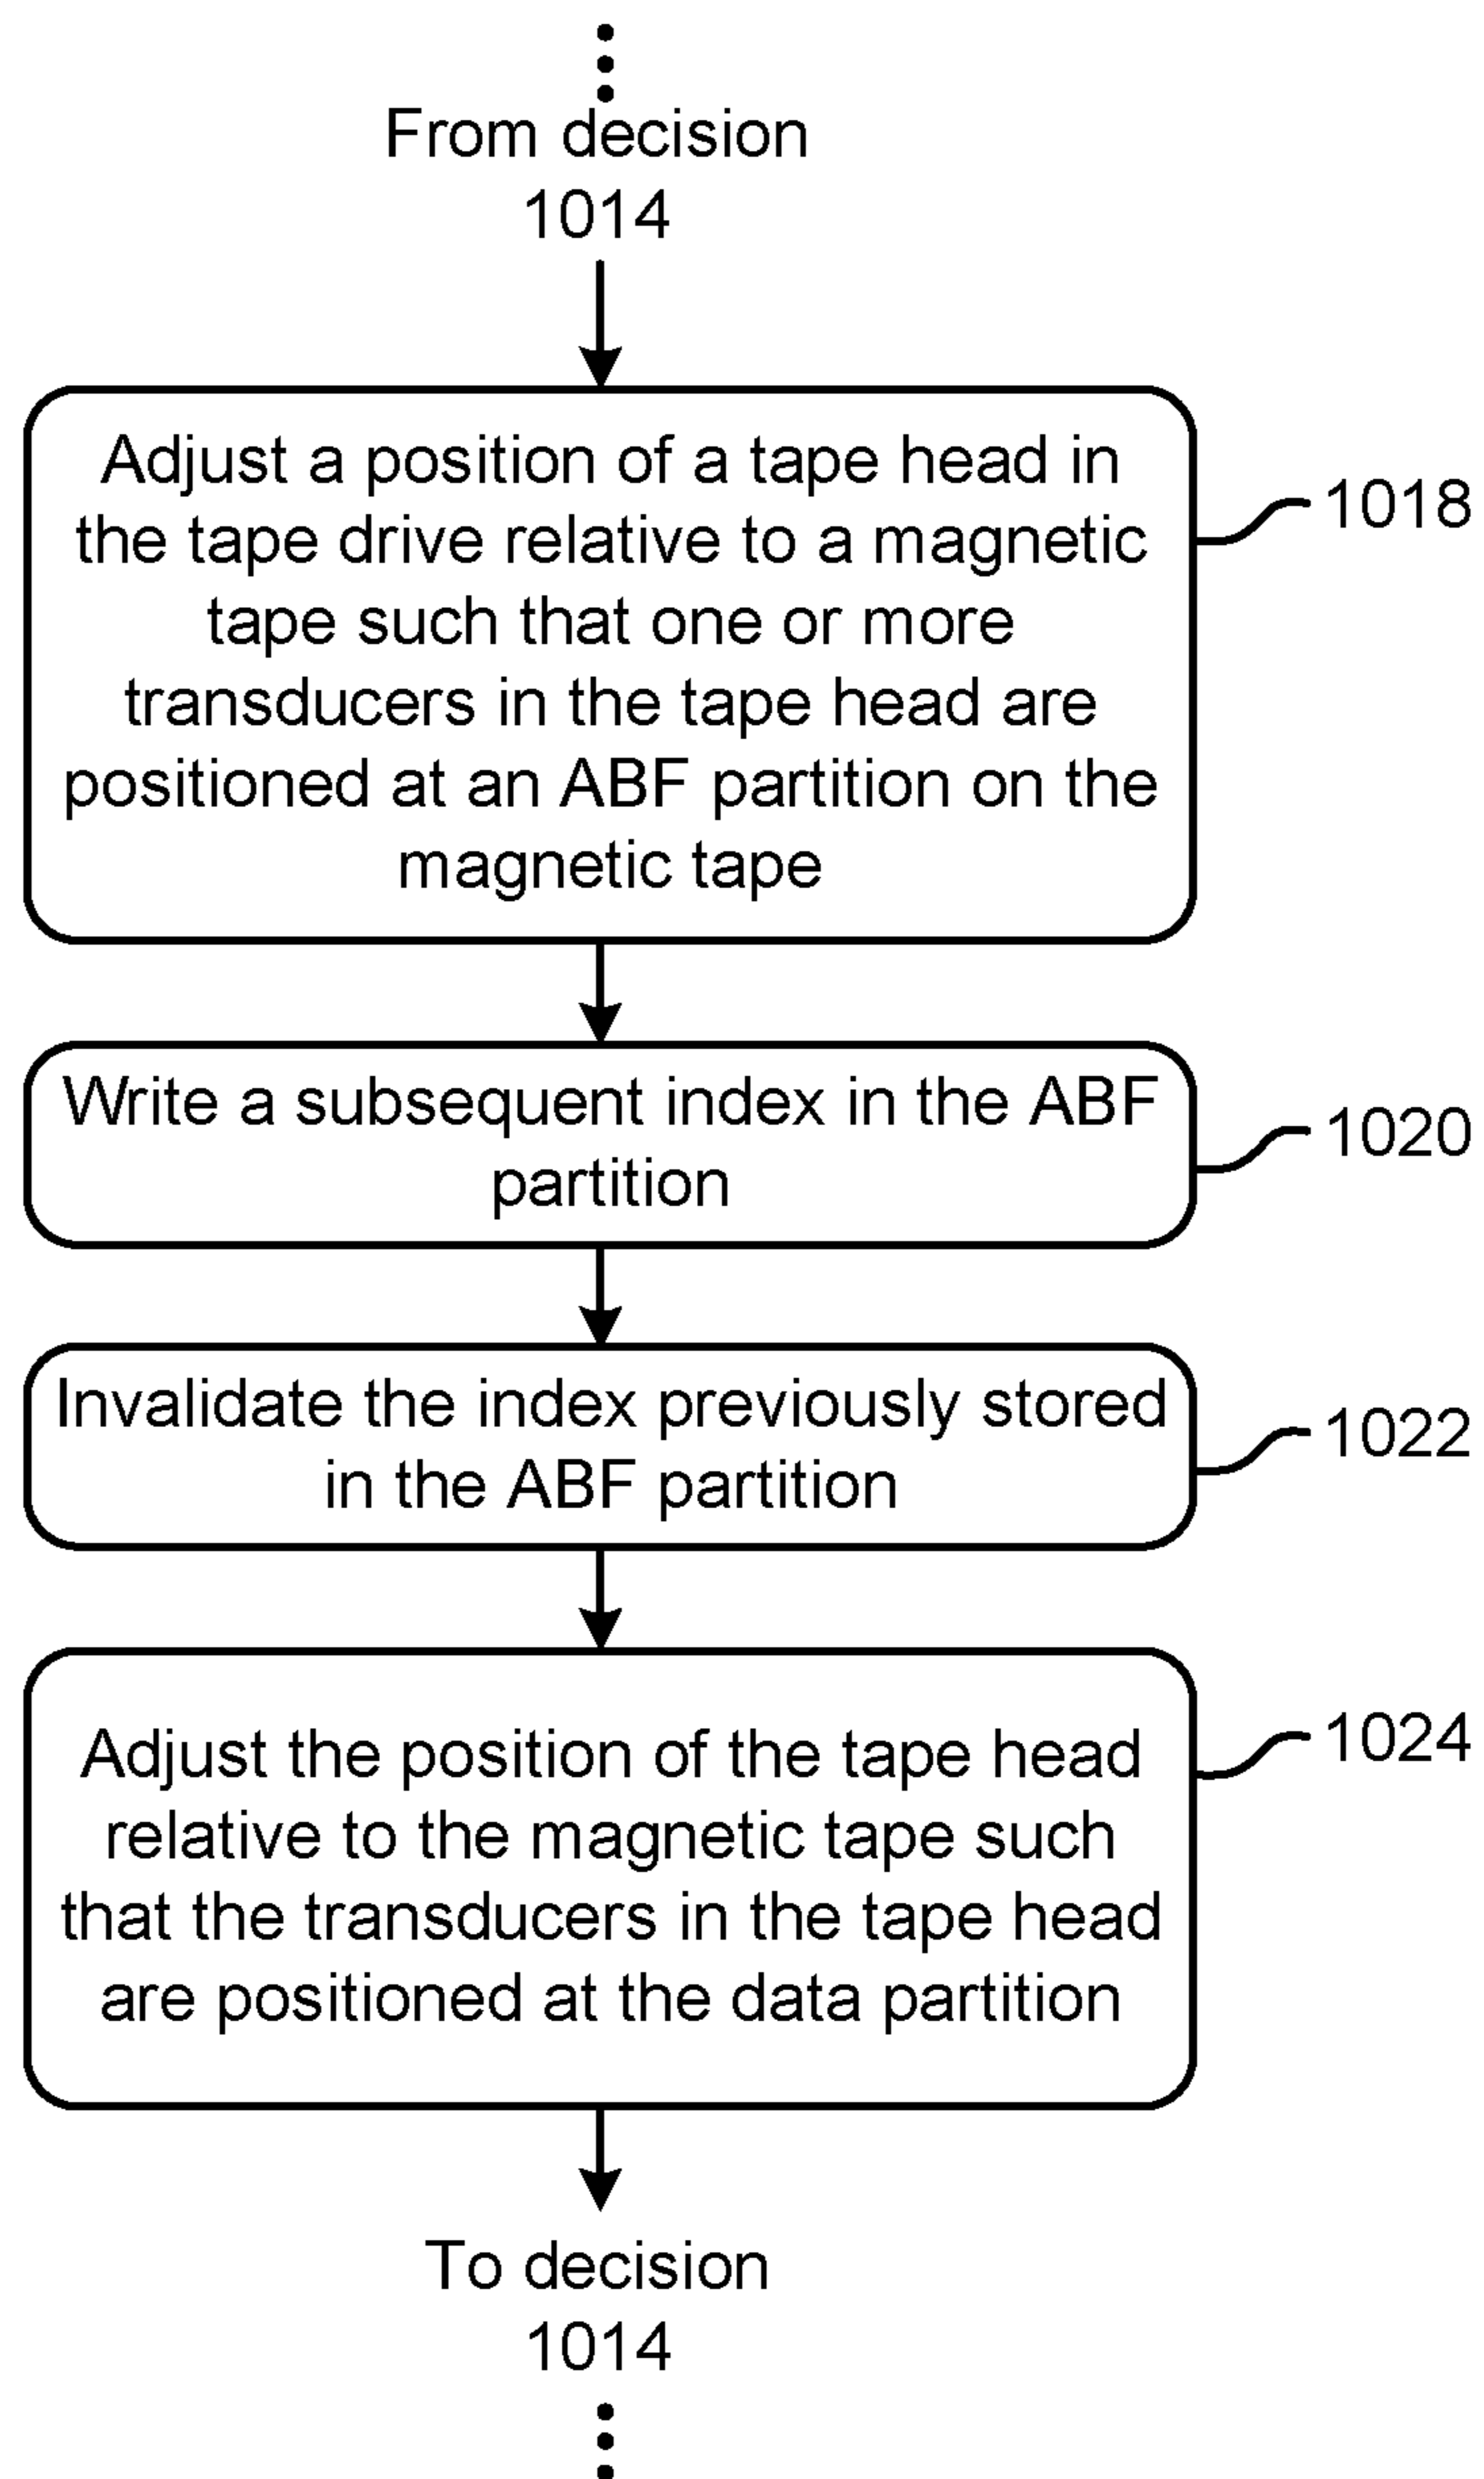 From decision
1014
Adjust a position of a tape head in
the tape drive relative to a magnetic
tape such that one or more
transducers in the tape head are
positioned at an ABF partition on the
magnetic tape
1018
Write a subsequent index in the ABF
partition
1020
Invalidate the index previously stored
in the ABF partition
1022
Adjust the position of the tape head
relative to the magnetic tape such
that the transducers in the tape head
are positioned at the data partition
1024
To decision
1014